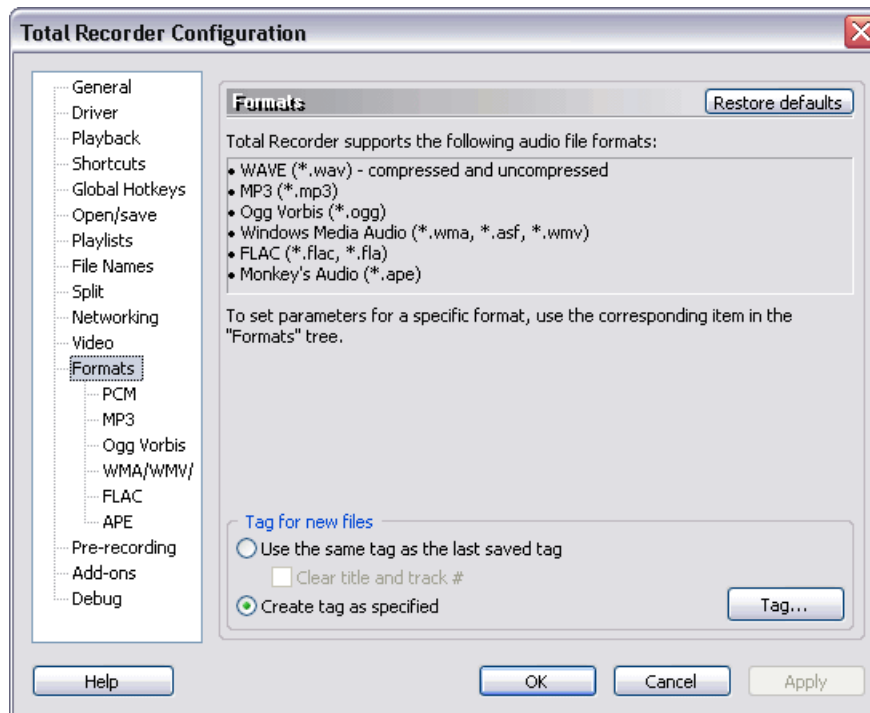 Total Recorder Configuration
General
Driver
Playback
Shortcuts
Global Hotkeys
Open/save
Playlists
File Names
Split
Networking
Video
Formats
PCM
MP3
Ogg Vorbis
WMA/WMV/
FLAC
APE
Pre-recording
Add-ons
Debug
Formats
Restore defaults
Total Recorder supports the following audio file formats:
• WAVE (*.wav) - compressed and uncompressed
• MP3 (*.mp3)
• Ogg Vorbis (*.ogg)
• Windows Media Audio (*.wma, *.asf, *.wmv)
• FLAC (*.flac, *.fla)
• Monkey's Audio (*.ape)
To set parameters for a specific format, use the corresponding item in the
"Formats" tree.
Tag for new files
Use the same tag as the last saved tag
Clear title and track #
Create tag as specified
Tag...
Help
OK
Cancel
Apply